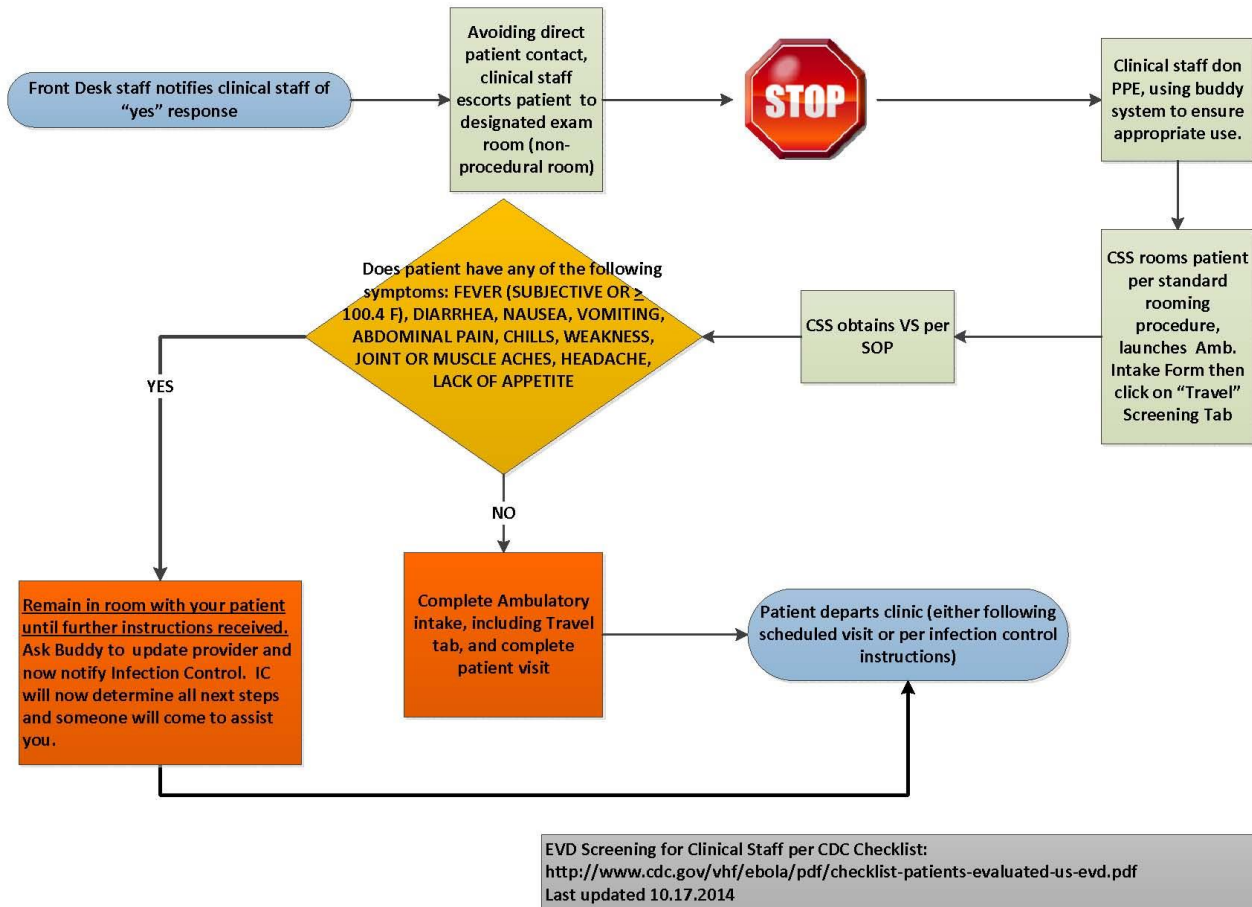 Front Desk staff notifies clinical staff of
“yes” response
Avoiding direct
patient contact,
clinical staff
escorts patient to
designated exam
room (non-
procedural room)
STOP
Clinical staff don
PPE, using buddy
system to ensure
appropriate use.
CSS rooms patient
per standard
rooming
procedure,
launches Amb.
Intake Form then
click on “Travel”
Screening Tab
CSS obtains VS per
SOP
Does patient have any of the following
symptoms: FEVER (SUBJECTIVE OR ≥
100.4 F), DIARRHEA, NAUSEA, VOMITING,
ABDOMINAL PAIN, CHILLS, WEAKNESS,
JOINT OR MUSCLE ACHES, HEADACHE,
LACK OF APPETITE
YES
NO
Remain in room with your patient
until further instructions received.
Ask Buddy to update provider and
now notify Infection Control. IC
will now determine all next steps
and someone will come to assist
you.
Complete Ambulatory
intake, including Travel
tab, and complete
patient visit
Patient departs clinic (either following
scheduled visit or per infection control
instructions)
EVD Screening for Clinical Staff per CDC Checklist:
http://www.cdc.gov/vhf/ebola/pdf/checklist-patients-evaluated-us-evd.pdf
Last updated 10.17.2014